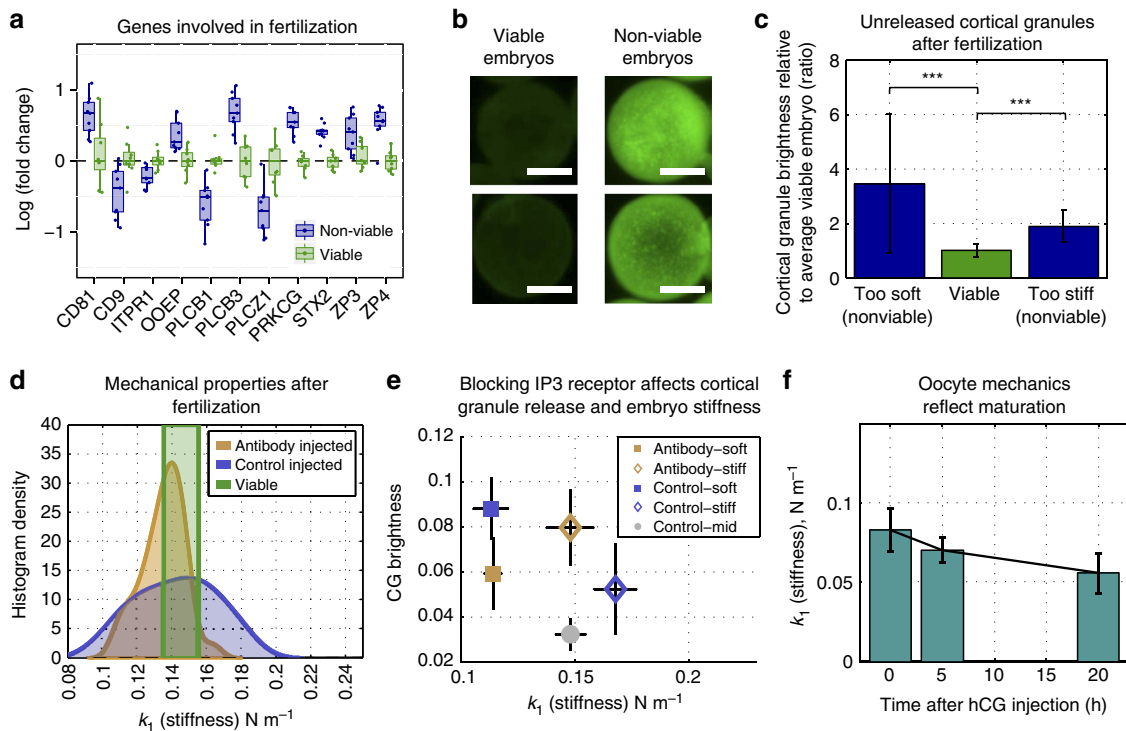 a
Genes involved in fertilization
Log (fold change)
1
0
−1
Non-viable
Viable
CD81
CD9
ITPR1
OOEP
PLCB1
PLCB3
PLCZ1
PRKCG
STX2
ZP3
ZP4
b
Viable
embryos
Non-viable
embryos
c
Unreleased cortical granules
after fertilization
Cortical granule brightness relative
to average viable embryo (ratio)
8
6
4
2
0
***
***
Too soft
(nonviable)
Viable
Too stiff
(nonviable)
d
Mechanical properties after
fertilization
Histogram density
40
35
30
25
20
15
10
5
0
Antibody injected
Control injected
Viable
0.08
0.1
0.12
0.14
0.16
0.18
0.2
0.22
0.24
k1 (stiffness) N m−1
e
Blocking IP3 receptor affects cortical
granule release and embryo stiffness
CG brightness
0.12
0.1
0.08
0.06
0.04
0.02
Antibody−soft
Antibody−stiff
Control−soft
Control−stiff
Control−mid
0.1
0.15
0.2
k1 (stiffness) N m−1
f
Oocyte mechanics
reflect maturation
k1 (stiffness), N m−1
0.1
0.05
0
0
5
10
15
20
Time after hCG injection (h)